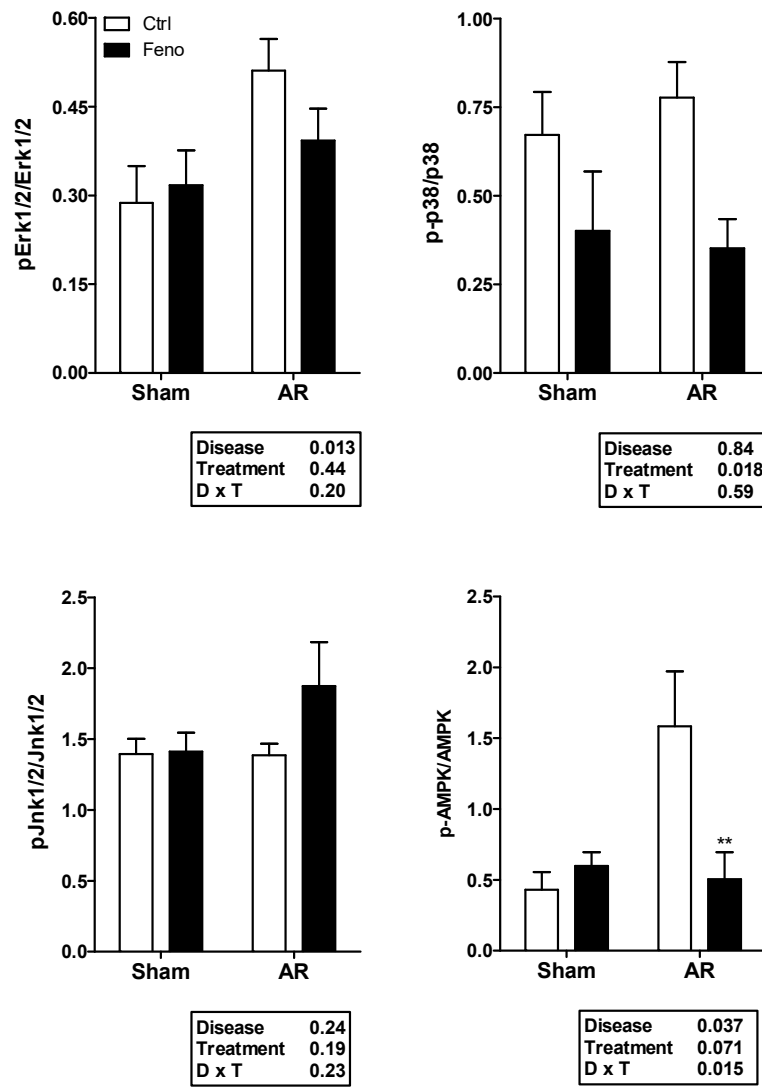 Ctrl
Feno
pErk1/2/Erk1/2
0.60
0.45
0.30
0.15
0.00
Sham AR
Disease 0.013
Treatment 0.44
D x T 0.20
p-p38/p38
1.00
0.75
0.50
0.25
0.00
Sham AR
Disease 0.84
Treatment 0.018
D x T 0.59
pJnk1/2/Jnk1/2
2.5
2.0
1.5
1.0
0.5
0.0
Sham AR
Disease 0.24
Treatment 0.19
D x T 0.23
p-AMPK/AMPK
2.5
2.0
1.5
1.0
0.5
0.0
**
Sham AR
Disease 0.037
Treatment 0.071
D x T 0.015